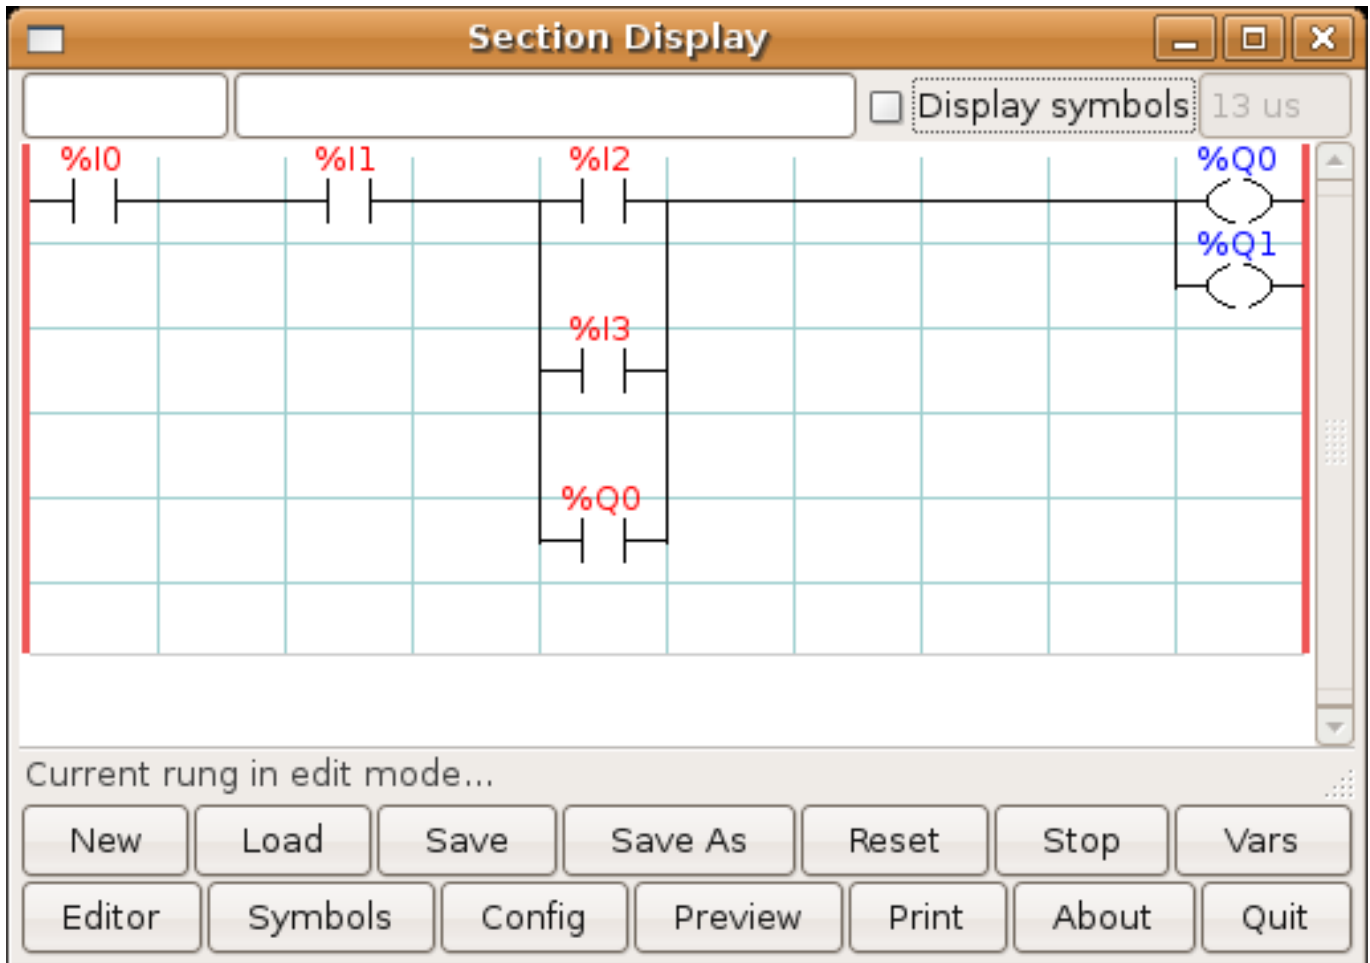 Section Display
Display symbols 13 us
%I0 %I1 %I2 %Q0
%Q1
%I3
%Q0
Current rung in edit mode...
New Load Save Save As Reset Stop Vars
Editor Symbols Config Preview Print About Quit